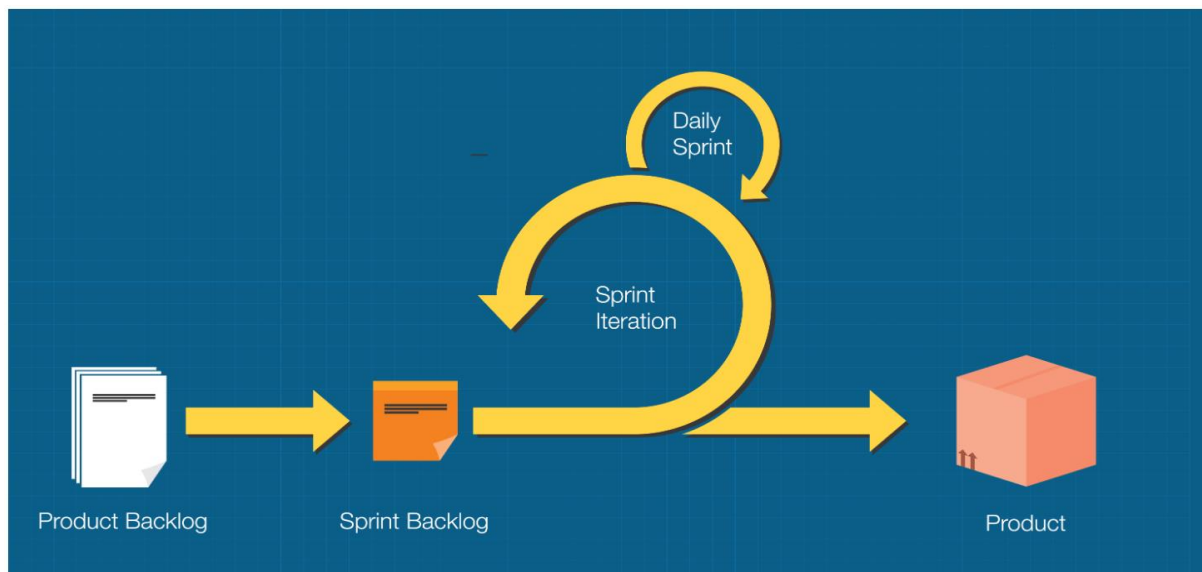 Daily
Sprint
Sprint
Iteration
Product Backlog
Sprint Backlog
Product